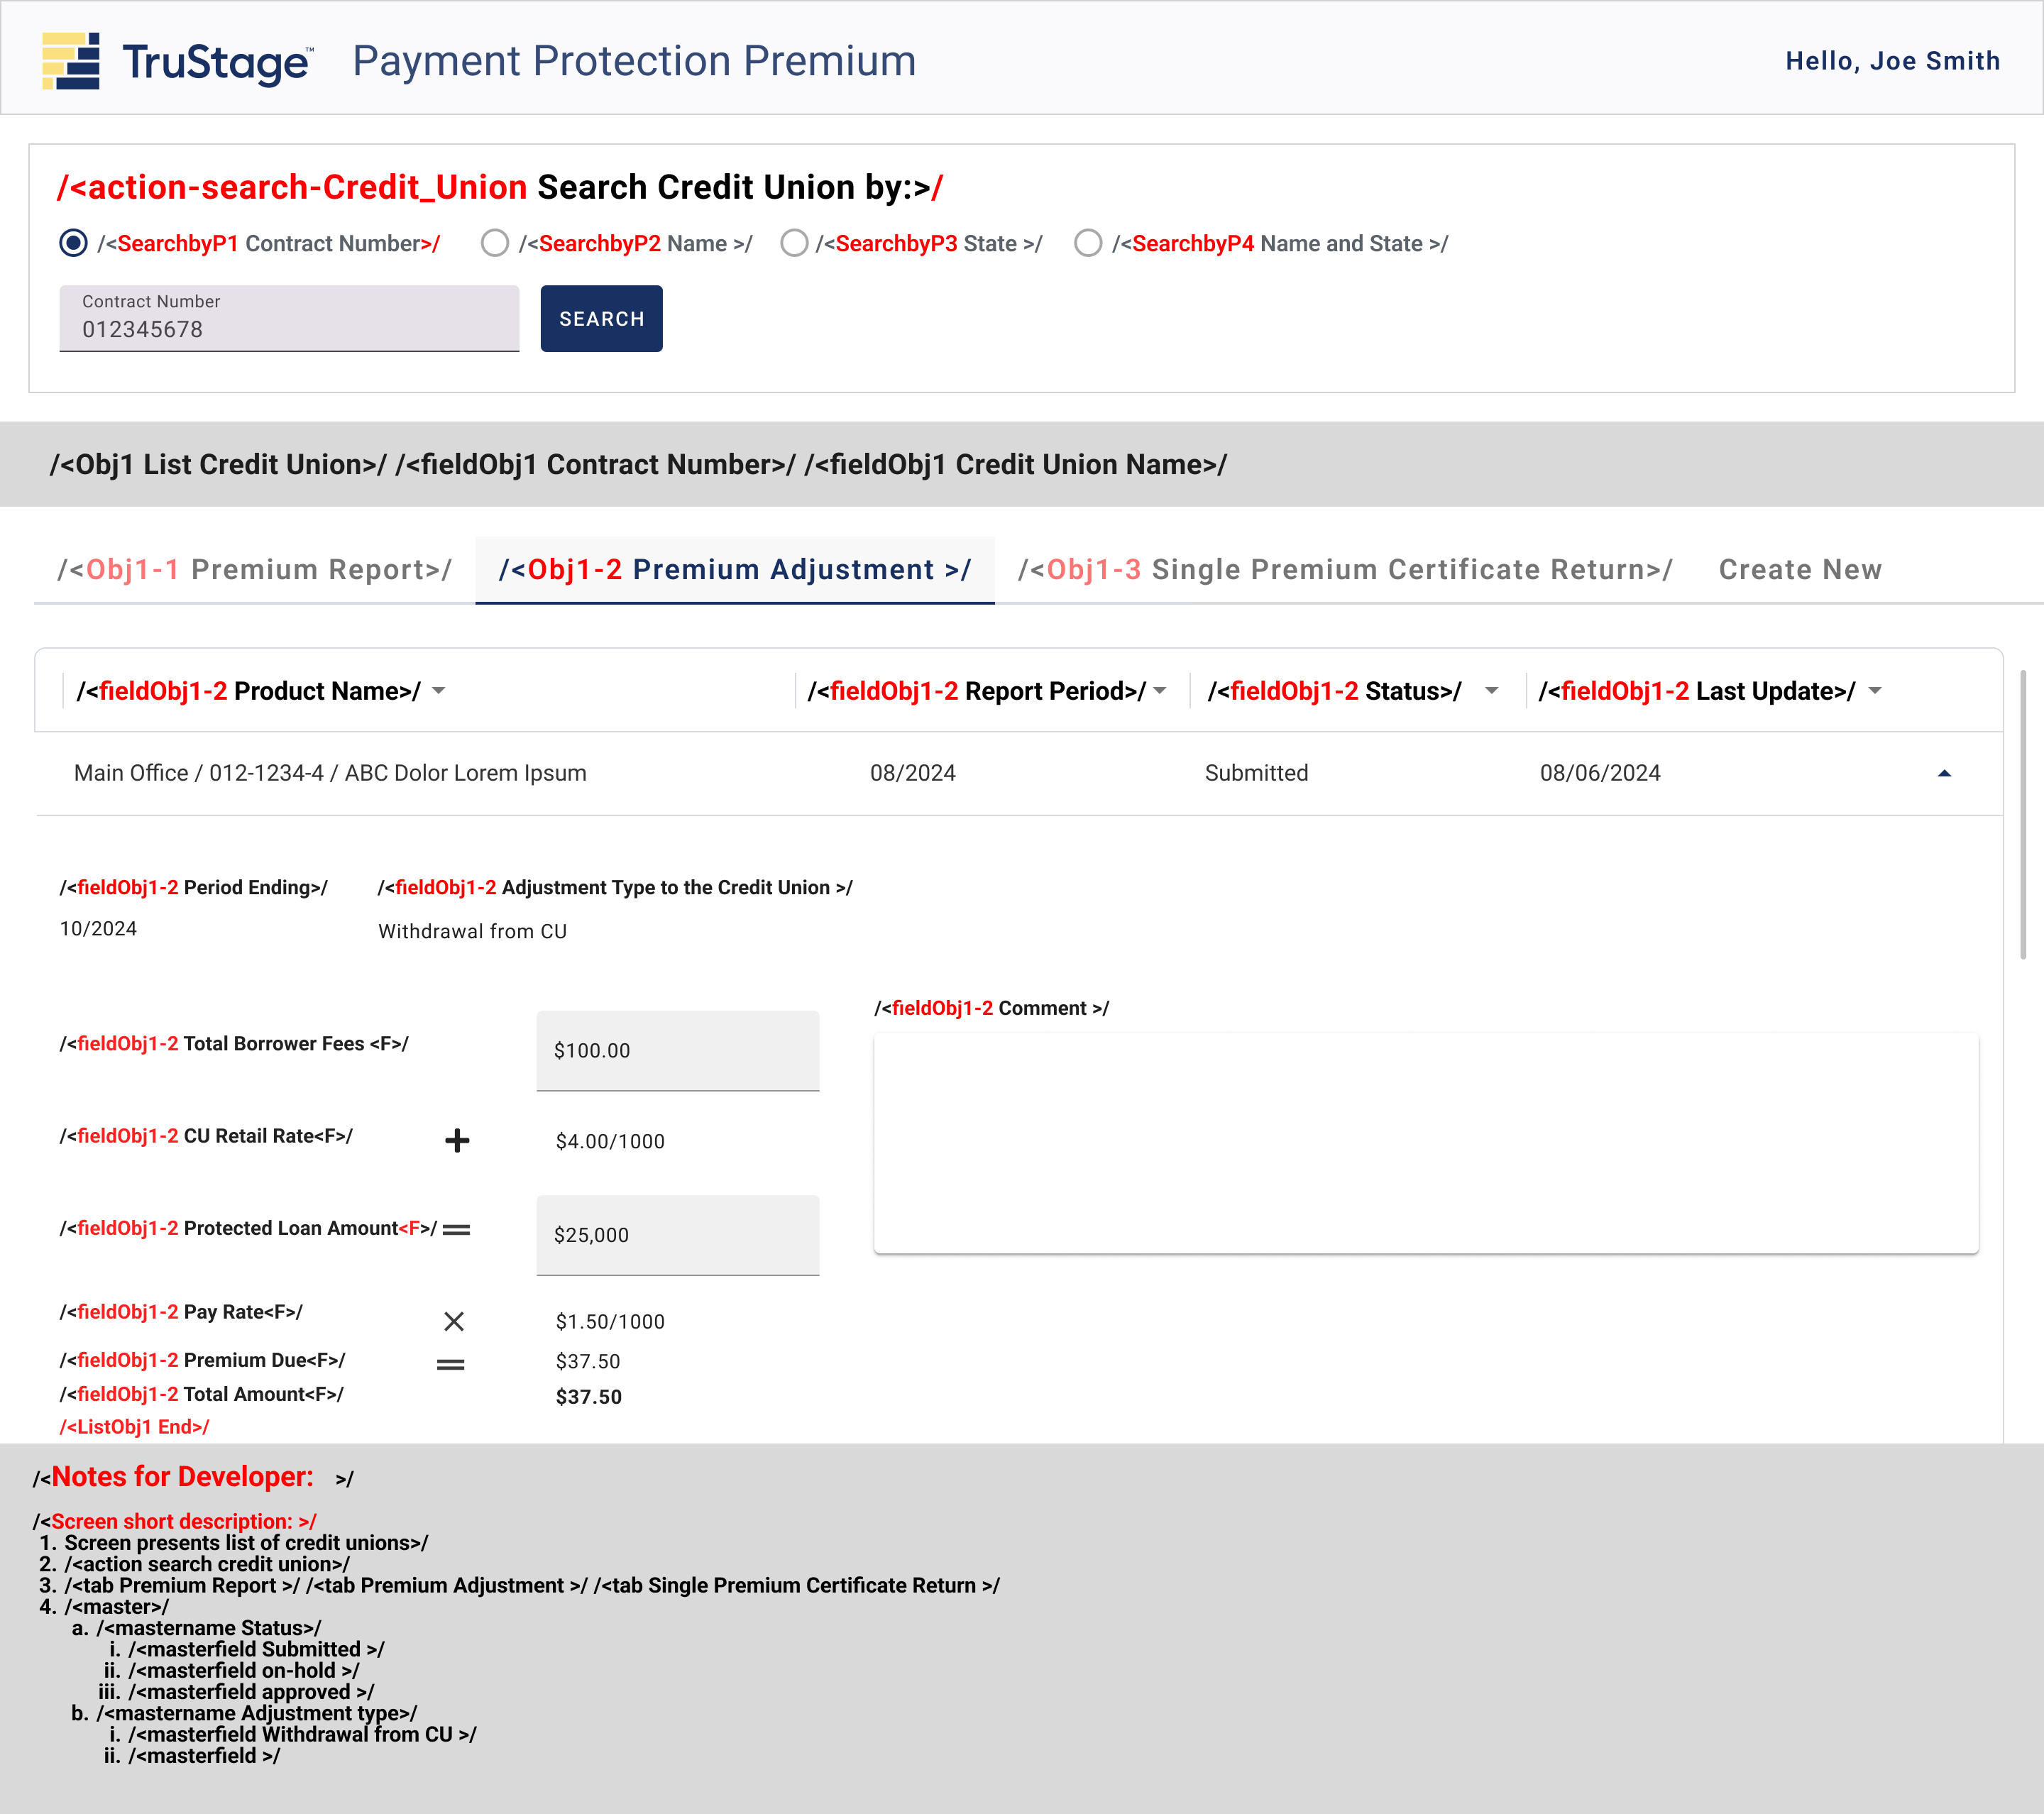 TruStage™ Payment Protection Premium Hello, Joe Smith
/<action-search-Credit_Union Search Credit Union by:>/
/<SearchbyP1 Contract Number>/ /<SearchbyP2 Name >/ /<SearchbyP3 State >/ /<SearchbyP4 Name and State >/
Contract Number
012345678
SEARCH
/<Obj1 List Credit Union>/ /<fieldObj1 Contract Number>/ /<fieldObj1 Credit Union Name>/
/<Obj1-1 Premium Report>/ /<Obj1-2 Premium Adjustment >/ /<Obj1-3 Single Premium Certificate Return>/ Create New
/<fieldObj1-2 Product Name>/ /<fieldObj1-2 Report Period>/ /<fieldObj1-2 Status>/ /<fieldObj1-2 Last Update>/
Main Office / 012-1234-4 / ABC Dolor Lorem Ipsum 08/2024 Submitted 08/06/2024
/<fieldObj1-2 Period Ending>/ /<fieldObj1-2 Adjustment Type to the Credit Union >/
10/2024 Withdrawal from CU
/<fieldObj1-2 Comment >/
/<fieldObj1-2 Total Borrower Fees <F>/ $100.00
/<fieldObj1-2 CU Retail Rate<F>/ + $4.00/1000
/<fieldObj1-2 Protected Loan Amount<F>/ = $25,000
/<fieldObj1-2 Pay Rate<F>/ × $1.50/1000
/<fieldObj1-2 Premium Due<F>/ = $37.50
/<fieldObj1-2 Total Amount<F>/ $37.50
/<ListObj1 End>/
/<Notes for Developer: >/
/<Screen short description: >/
1. Screen presents list of credit unions>/
2. /<action search credit union>/
3. /<tab Premium Report >/ /<tab Premium Adjustment >/ /<tab Single Premium Certificate Return >/
4. /<master>/
a. /<mastername Status>/
i. /<masterfield Submitted >/
ii. /<masterfield on-hold >/
iii. /<masterfield approved >/
b. /<mastername Adjustment type>/
i. /<masterfield Withdrawal from CU >/
ii. /<masterfield >/